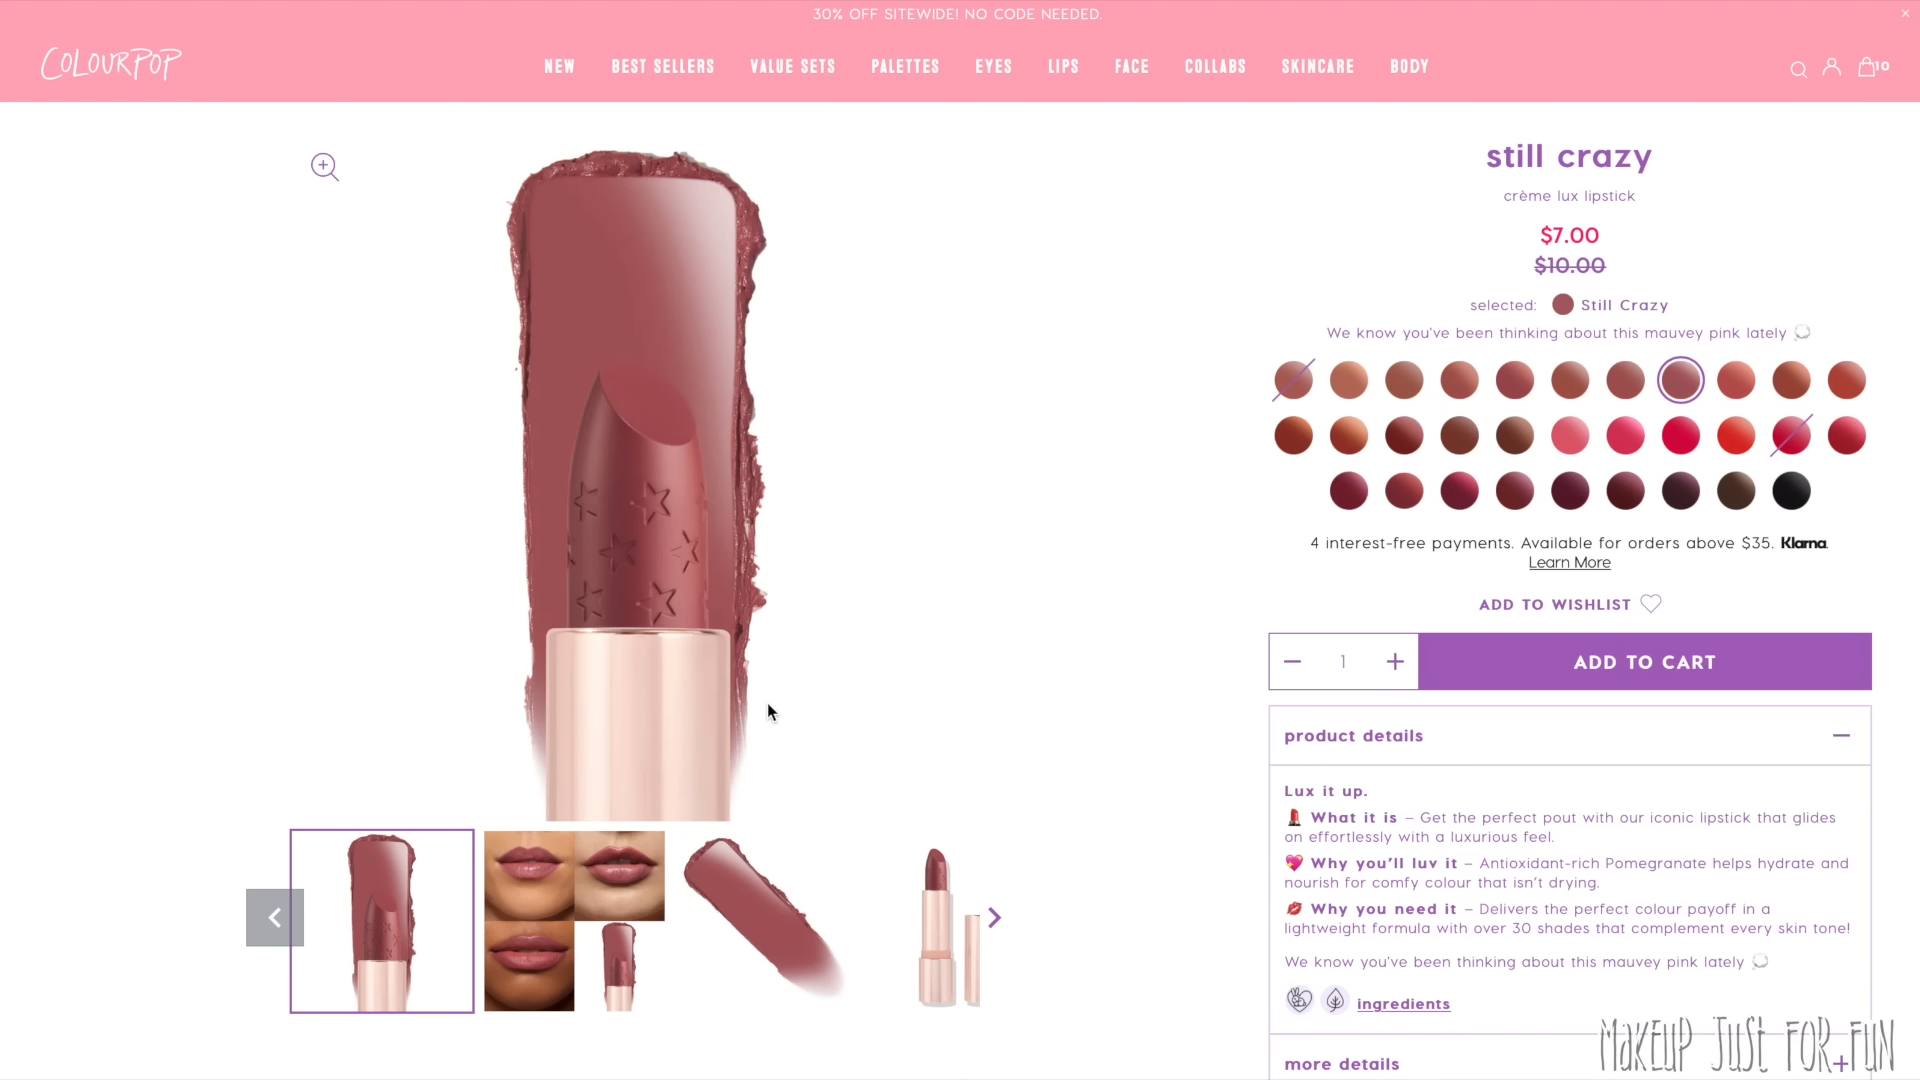 30% OFF SITEWIDE! NO CODE NEEDED.
COLOURPOP
NEW BEST SELLERS VALUE SETS PALETTES EYES LIPS FACE COLLABS SKINCARE BODY
10
still crazy
crème lux lipstick
$7.00
$10.00
selected: Still Crazy
We know you've been thinking about this mauvey pink lately
4 interest-free payments. Available for orders above $35. Klarna.
Learn More
ADD TO WISHLIST
1
ADD TO CART
product details
Lux it up.
What it is – Get the perfect pout with our iconic lipstick that glides
on effortlessly with a luxurious feel.
Why you'll luv it – Antioxidant-rich Pomegranate helps hydrate and
nourish for comfy colour that isn't drying.
Why you need it – Delivers the perfect colour payoff in a
lightweight formula with over 30 shades that complement every skin tone!
We know you've been thinking about this mauvey pink lately
ingredients
more details
MAKEUP JUST FOR FUN